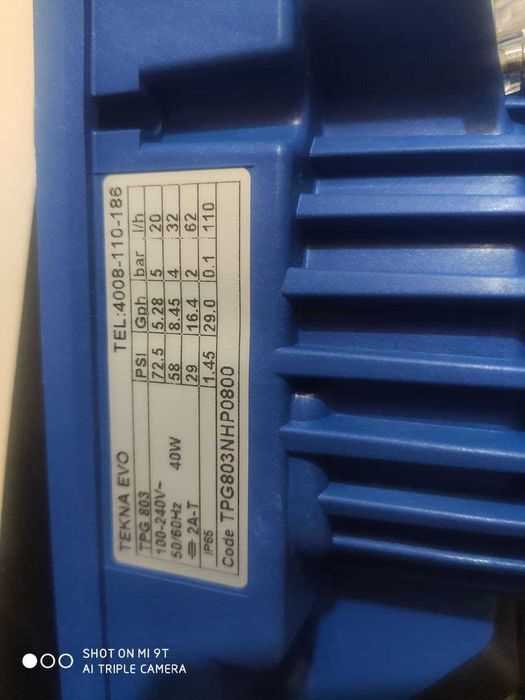 TEKNA EVO TEL:4008-110-186
TPG 803 PSI Gph bar l/h
100-240V~ 72.5 5.28 5 20
50/60Hz 40W 58 8.45 4 32
2A-T 29 16.4 2 62
IP65 1.45 29.0 0.1 110
Code TPG803NHP0800
SHOT ON MI 9T
AI TRIPLE CAMERA